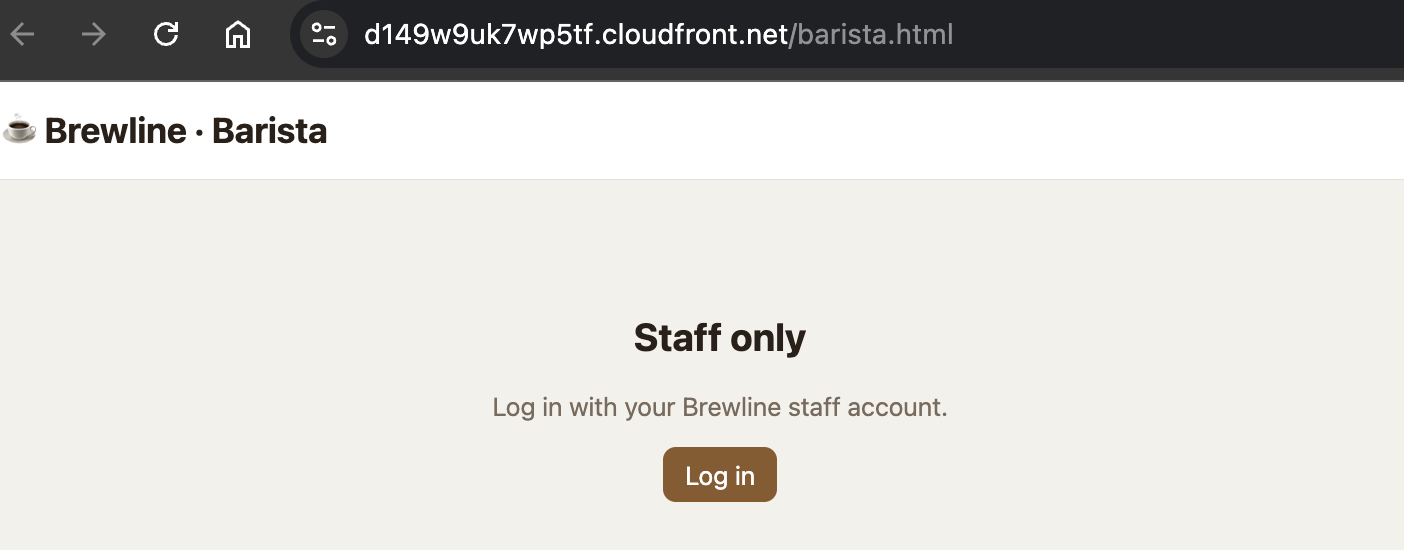 d149w9uk7wp5tf.cloudfront.net/barista.html
☕ Brewline · Barista
Staff only
Log in with your Brewline staff account.
Log in